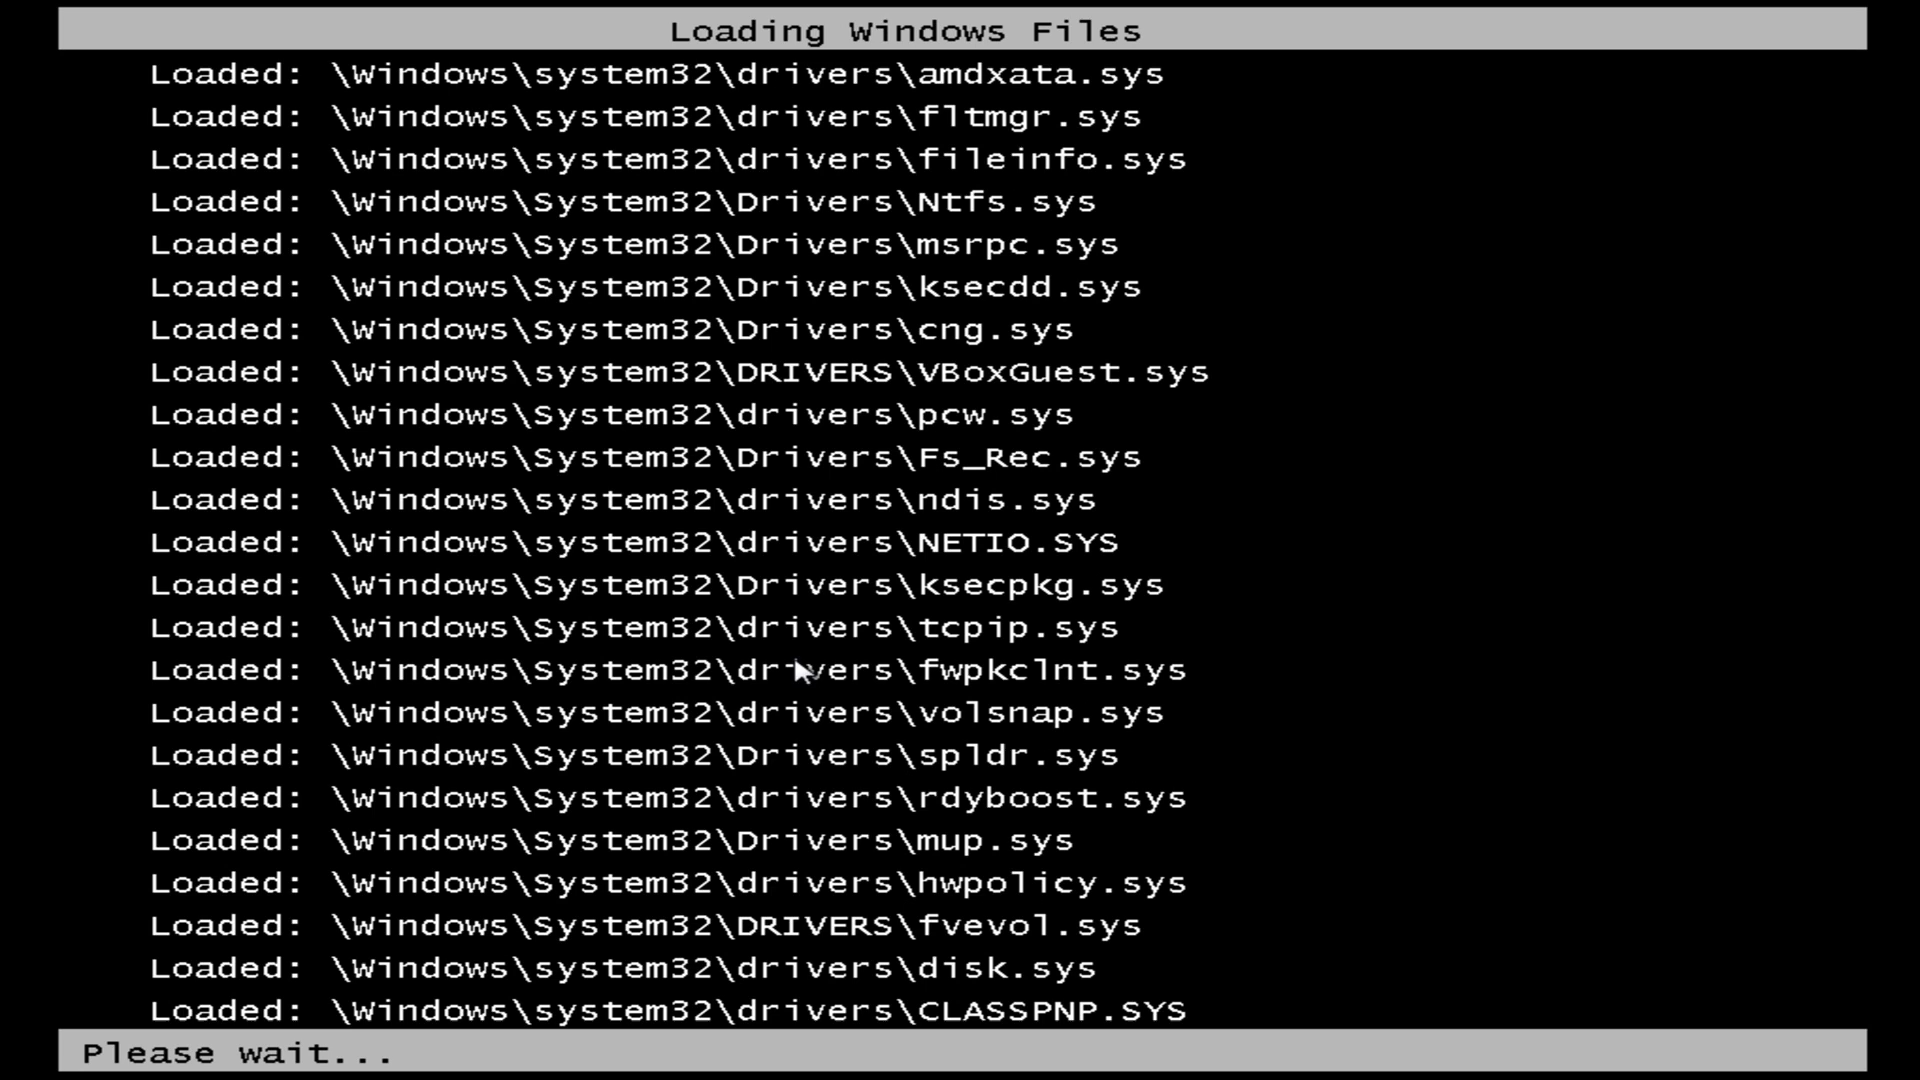 Loading Windows Files
Loaded: \Windows\system32\drivers\amdxata.sys
Loaded: \Windows\system32\drivers\fltmgr.sys
Loaded: \Windows\system32\drivers\fileinfo.sys
Loaded: \Windows\System32\Drivers\Ntfs.sys
Loaded: \Windows\System32\Drivers\msrpc.sys
Loaded: \Windows\System32\Drivers\ksecdd.sys
Loaded: \Windows\System32\Drivers\cng.sys
Loaded: \Windows\system32\DRIVERS\VBoxGuest.sys
Loaded: \Windows\System32\drivers\pcw.sys
Loaded: \Windows\System32\Drivers\Fs_Rec.sys
Loaded: \Windows\system32\drivers\ndis.sys
Loaded: \Windows\system32\drivers\NETIO.SYS
Loaded: \Windows\System32\Drivers\ksecpkg.sys
Loaded: \Windows\System32\drivers\tcpip.sys
Loaded: \Windows\System32\drivers\fwpkclnt.sys
Loaded: \Windows\system32\drivers\volsnap.sys
Loaded: \Windows\System32\Drivers\spldr.sys
Loaded: \Windows\System32\drivers\rdyboost.sys
Loaded: \Windows\System32\Drivers\mup.sys
Loaded: \Windows\System32\drivers\hwpolicy.sys
Loaded: \Windows\System32\DRIVERS\fvevol.sys
Loaded: \Windows\system32\drivers\disk.sys
Loaded: \Windows\system32\drivers\CLASSPNP.SYS
Please wait...